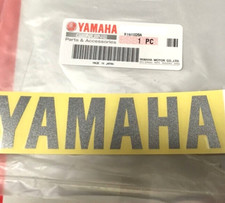 YAMAHA
Parts & Accessories
1 PC
MADE IN JAPAN
YAMAHA MOTOR CO., LTD.
YAMAHA